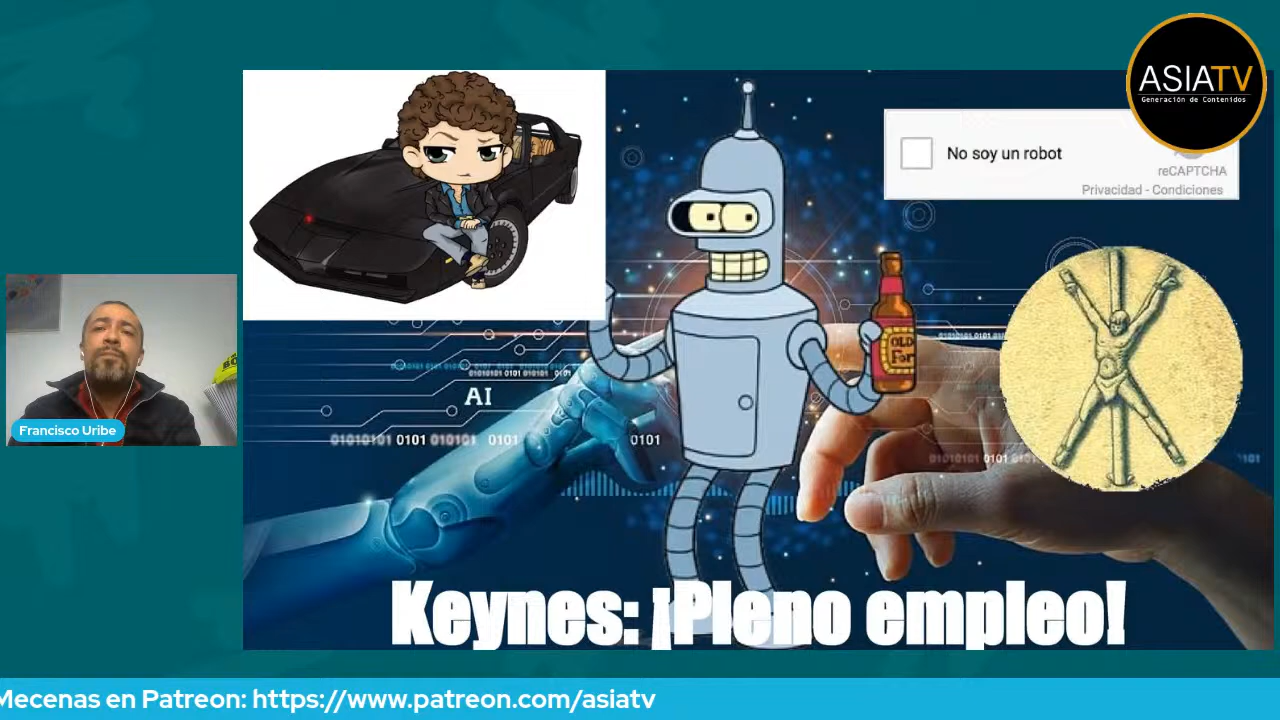 ASIATV
Generación de Contenidos
No soy un robot
reCAPTCHA
Privacidad - Condiciones
OLD
For
AI
01010101 0101 010101 0101
0101
Francisco Uribe
Keynes: ¡Pleno empleo!
Mecenas en Patreon: https://www.patreon.com/asiatv